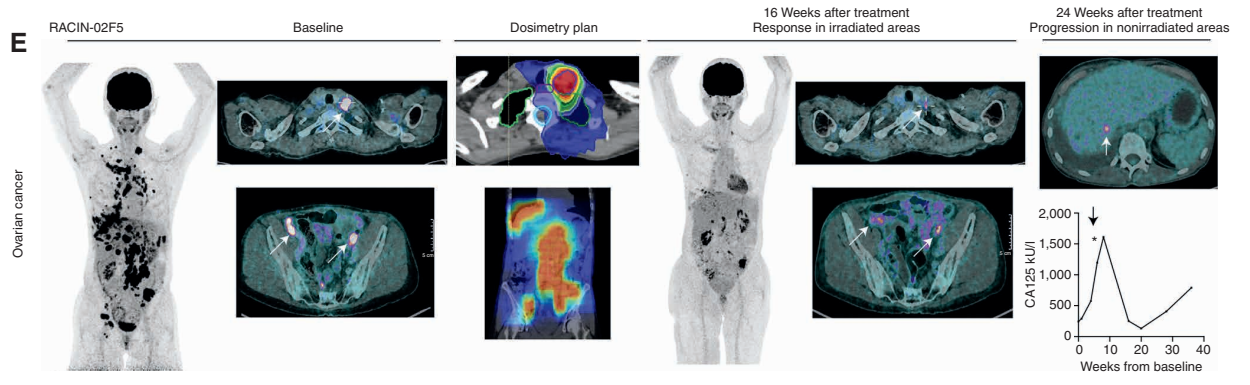 E
RACIN-02F5
Baseline
Dosimetry plan
16 Weeks after treatment
Response in irradiated areas
24 Weeks after treatment
Progression in nonirradiated areas
Ovarian cancer
5 cm
5 cm
CA125 kU/l
2,000
1,500
1,000
500
0
*
0 10 20 30 40
Weeks from baseline